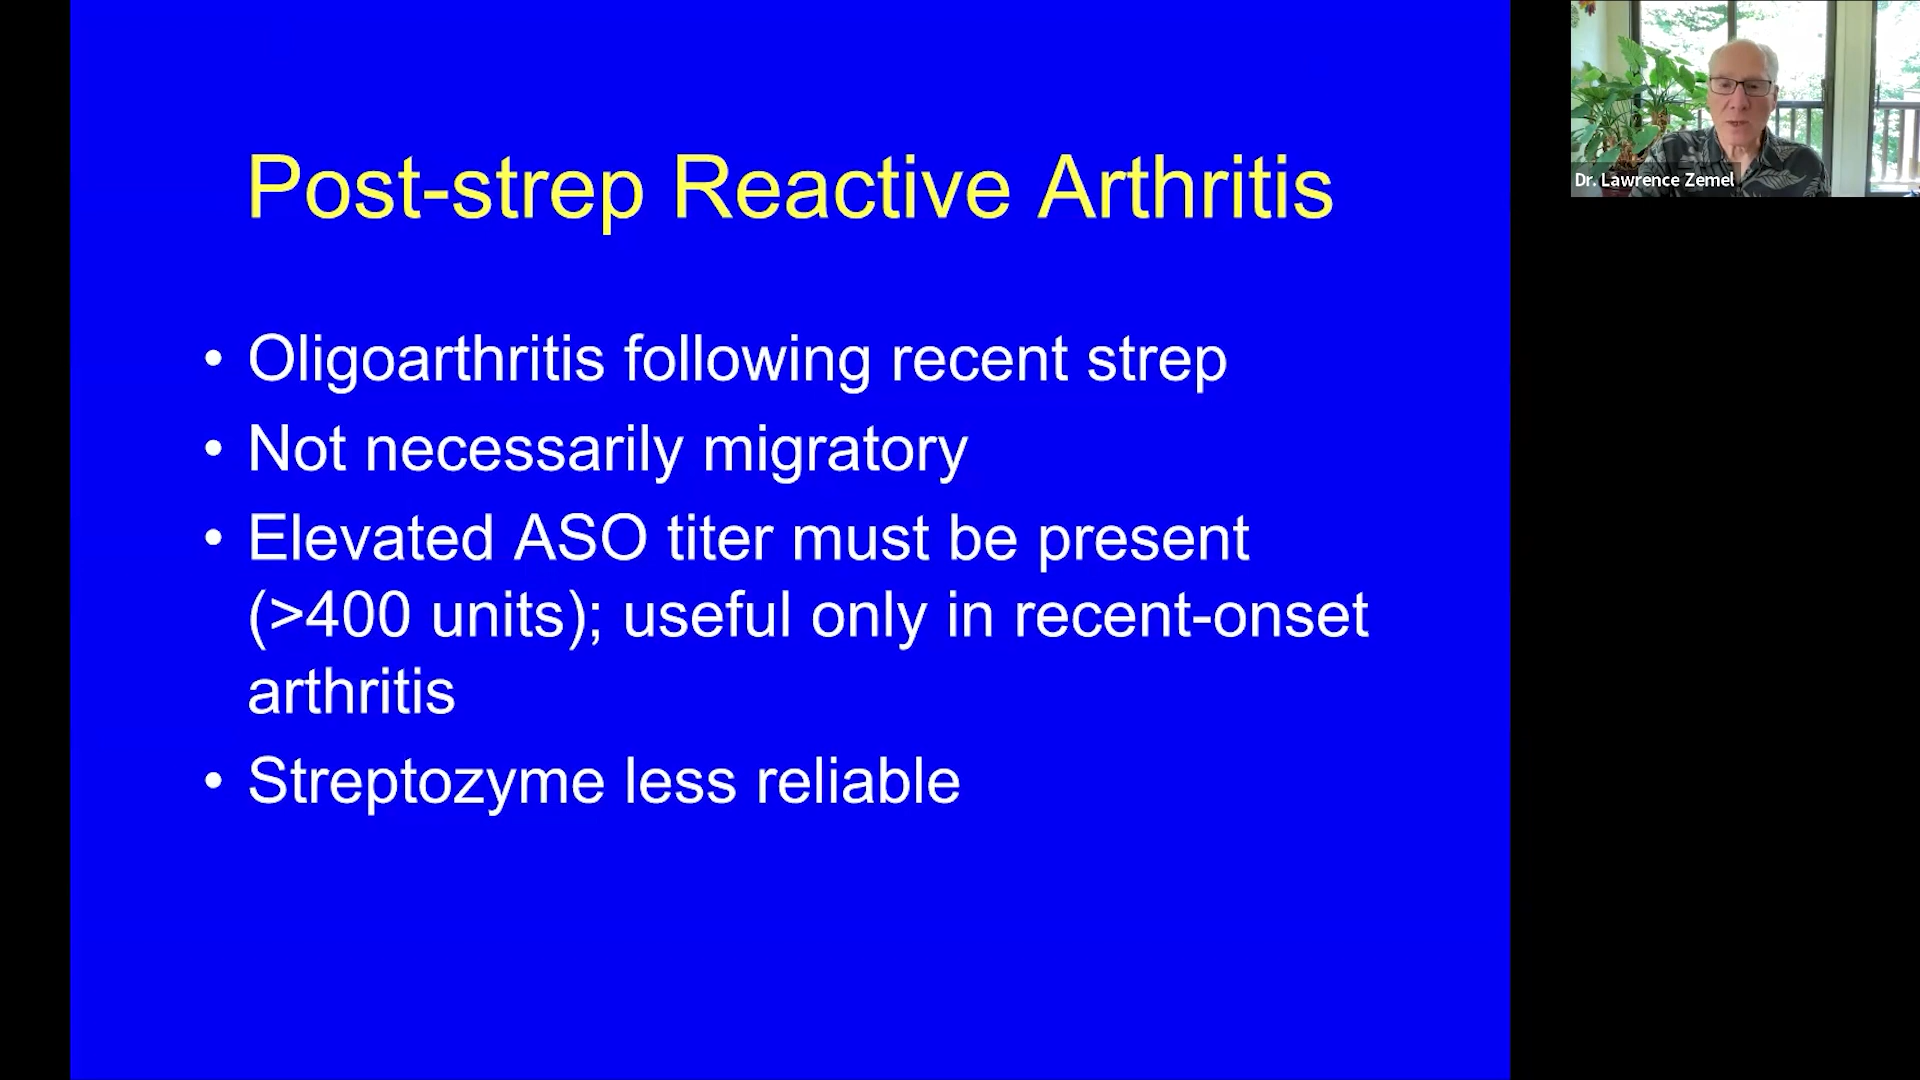 Post-strep Reactive Arthritis
• Oligoarthritis following recent strep
• Not necessarily migratory
• Elevated ASO titer must be present
(>400 units); useful only in recent-onset
arthritis
• Streptozyme less reliable
Dr. Lawrence Zemel